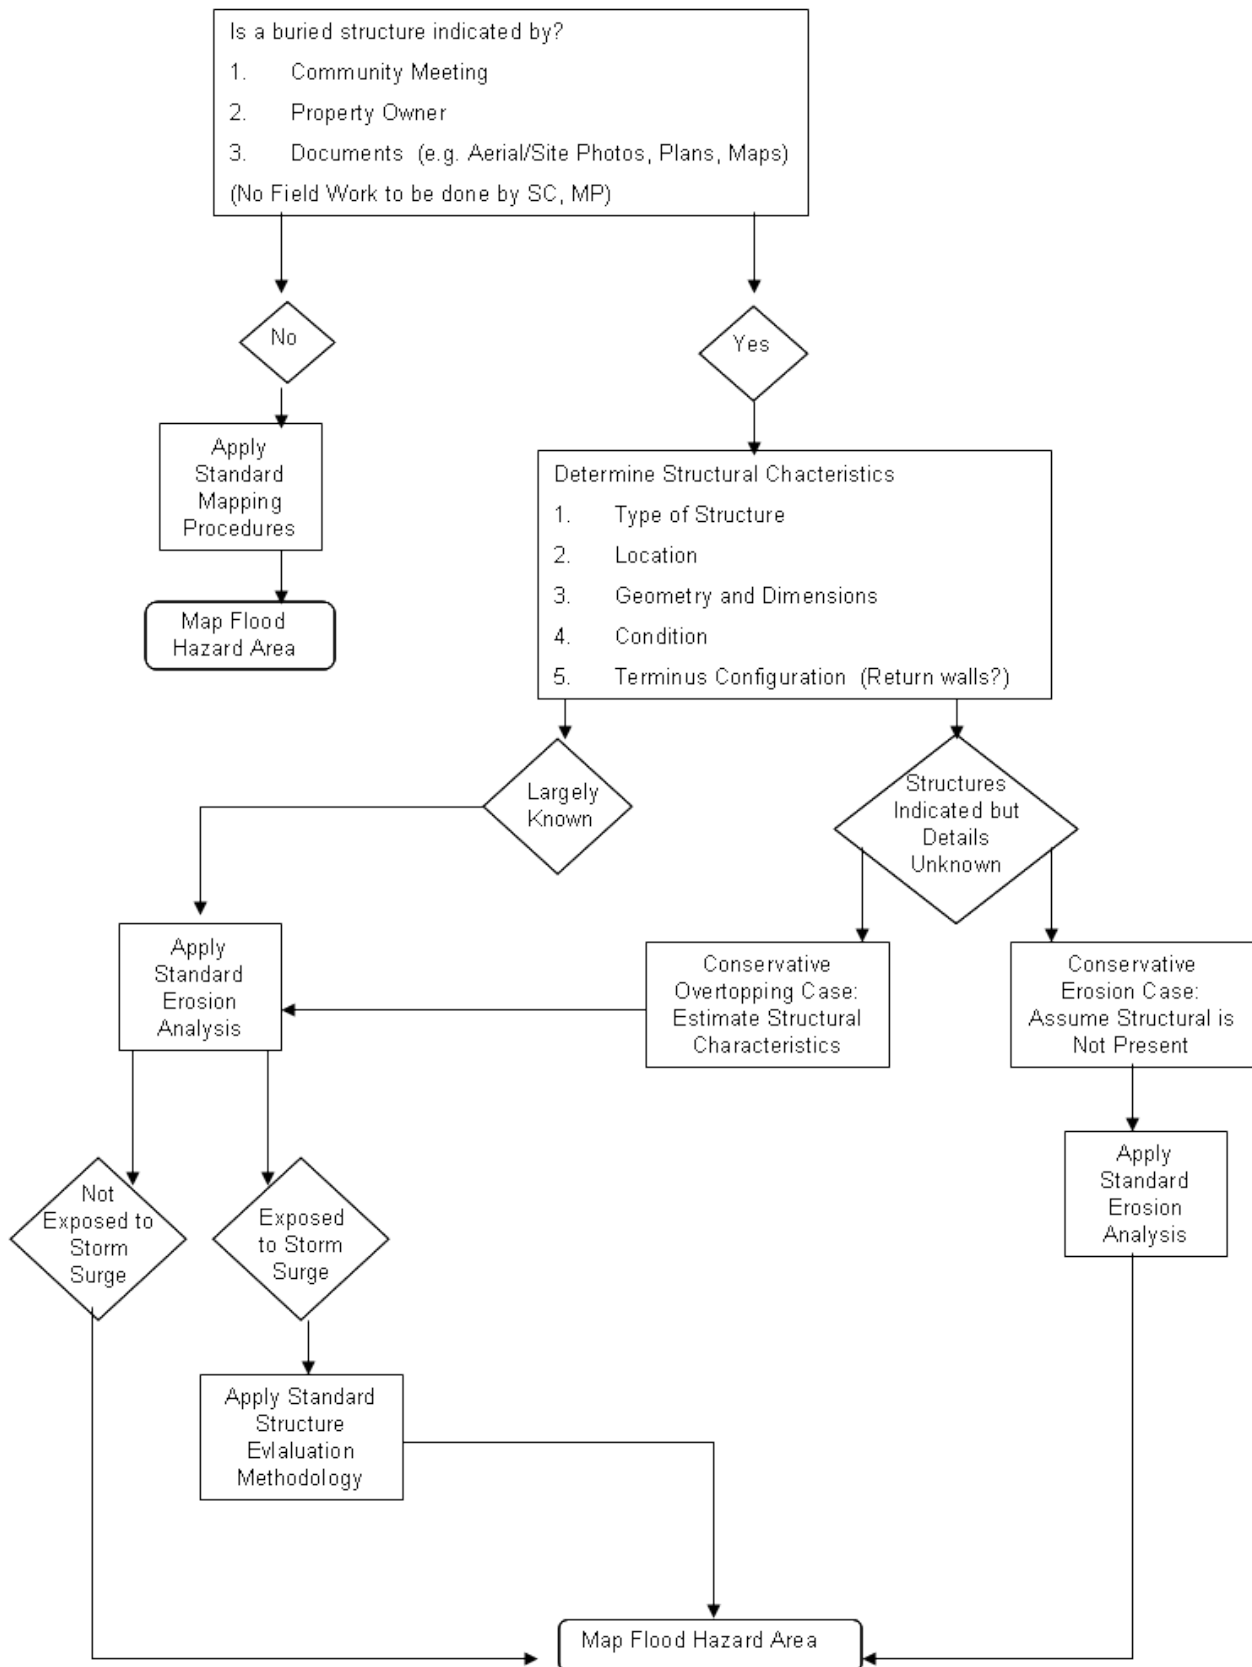 Is a buried structure indicated by?
1. Community Meeting
2. Property Owner
3. Documents (e.g. Aerial/Site Photos, Plans, Maps)
(No Field Work to be done by SC, MP)
No
Yes
Apply
Standard
Mapping
Procedures
Map Flood
Hazard Area
Determine Structural Chacteristics
1. Type of Structure
2. Location
3. Geometry and Dimensions
4. Condition
5. Terminus Configuration (Return walls?)
Largely
Known
Structures
Indicated but
Details
Unknown
Apply
Standard
Erosion
Analysis
Conservative
Overtopping Case:
Estimate Structural
Characteristics
Conservative
Erosion Case:
Assume Structural is
Not Present
Not
Exposed to
Storm
Surge
Exposed
to Storm
Surge
Apply
Standard
Erosion
Analysis
Apply Standard
Structure
Evlaluation
Methodology
Map Flood Hazard Area